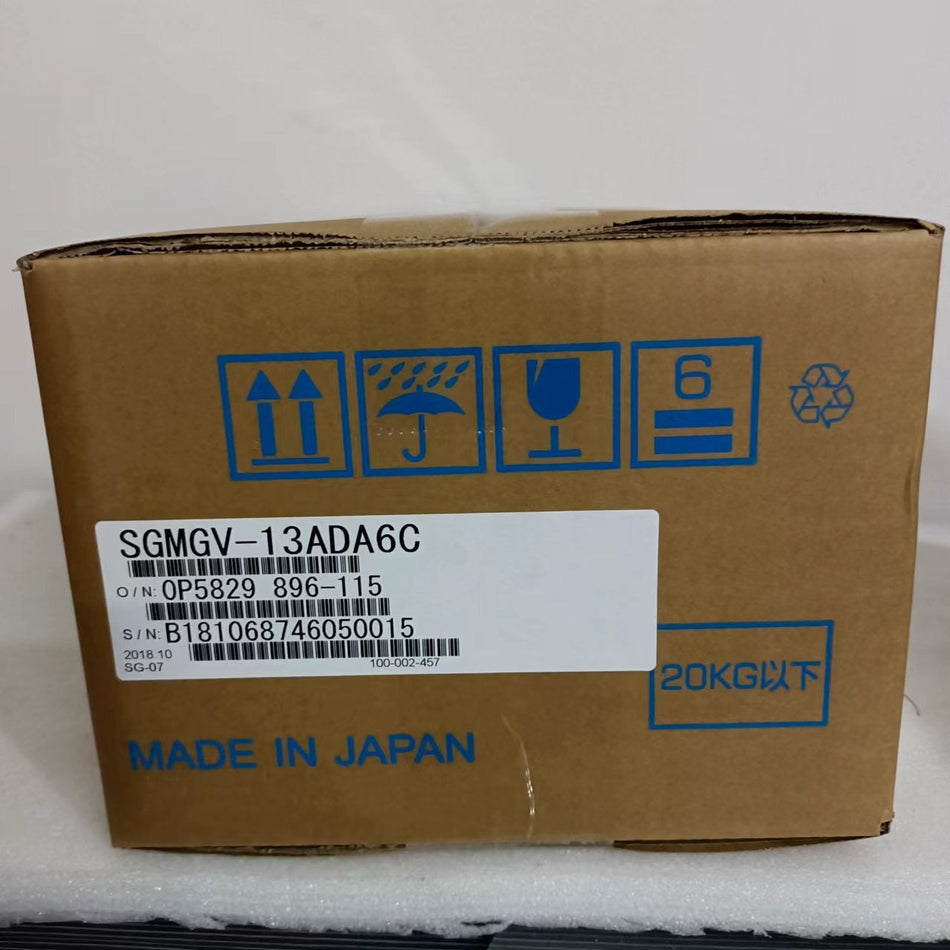 6
SGMGV-13ADA6C
O/N: 0P5829 896-115
S/N: B181068746050015
2018.10
SG-07
100-002-457
20KG以下
MADE IN JAPAN